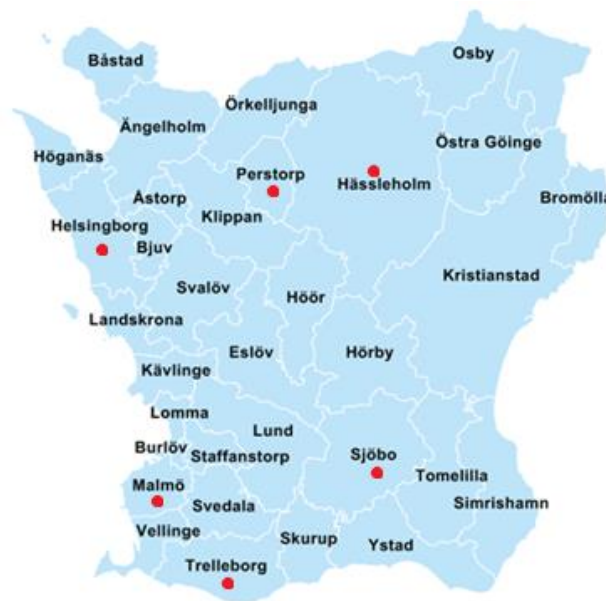 Osby
Båstad
Örkelljunga
Ängelholm
Östra Göinge
Höganäs
Perstorp
Hässleholm
Åstorp
Bromölla
Klippan
Helsingborg
Bjuv
Kristianstad
Svalöv
Höör
Landskrona
Eslöv
Hörby
Kävlinge
Lomma
Lund
Burlöv
Staffanstorp
Sjöbo
Tomelilla
Malmö
Svedala
Simrishamn
Vellinge
Skurup
Ystad
Trelleborg